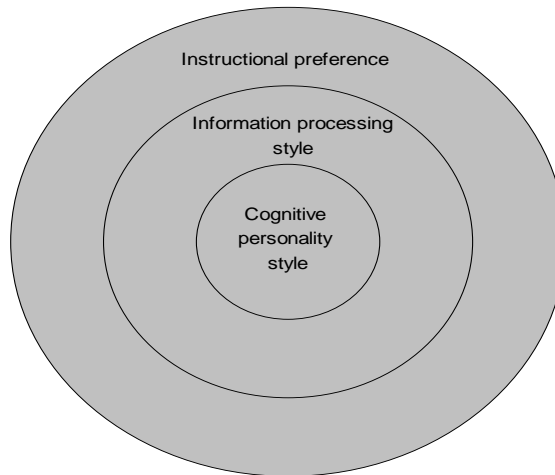 Instructional preference
Information processing
style
Cognitive
personality
style